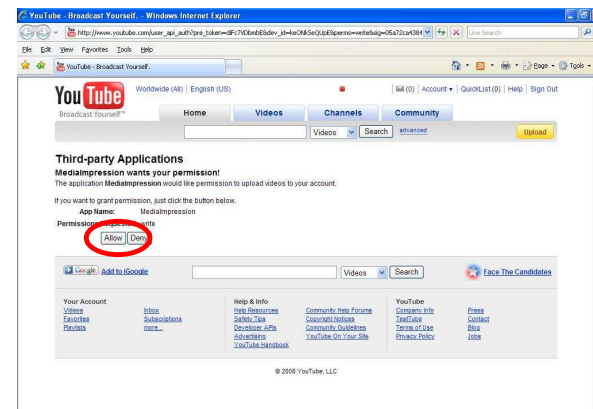 YouTube - Broadcast Yourself. - Windows Internet Explorer
Live Search
File Edit View Favorites Tools Help
YouTube - Broadcast Yourself.
Page Tools
YouTube
Broadcast Yourself™
Worldwide (All) | English (US)
(0) | Account | QuickList (0) | Help | Sign Out
Home Videos Channels Community
Videos Search advanced Upload
Third-party Applications
MediaImpression wants your permission!
The application MediaImpression would like permission to upload videos to your account.
If you want to grant permission, just click the button below.
App Name: MediaImpression
Permissions write
Allow Deny
Google Add to iGoogle Videos Search Face The Candidates
Your Account Help & Info YouTube
Videos Inbox Help Resources Community Help Forums Company Info Press
Favorites Subscriptions Safety Tips Copyright Notices TestTube Contact
Playlists more... Developer APIs Community Guidelines Terms of Use Blog
Advertising YouTube On Your Site Privacy Policy Jobs
YouTube Handbook
© 2008 YouTube, LLC